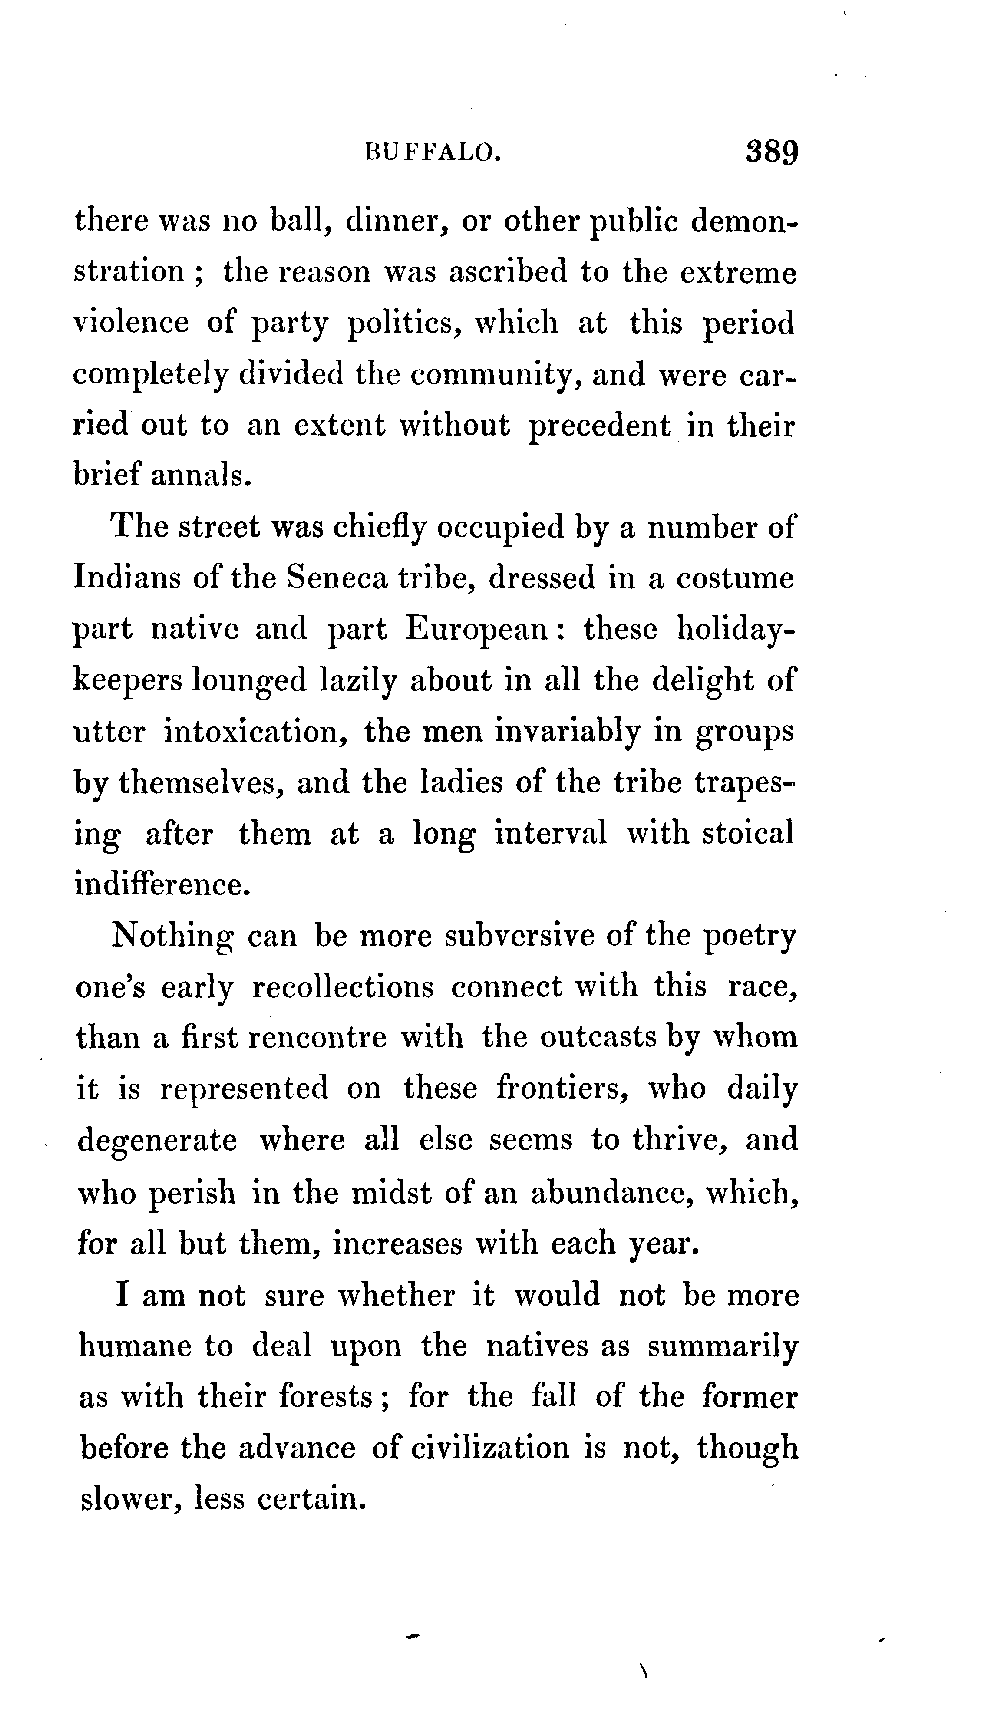 BUFFALO. 389
there was no ball, dinner, or other public demon-
stration ; the reason was ascribed to the extreme
violence of party politics, which at this period
completely divided the community, and were car-
ried out to an extent without precedent in their
brief annals.
The street was chiefly occupied by a number of
Indians of the Seneca tribe, dressed in a costume
part native and part European : these holiday-
keepers lounged lazily about in all the delight of
utter intoxication, the men invariably in groups
by themselves, and the ladies of the tribe trapes-
ing after them at a long interval with stoical
indifference.
Nothing can be more subversive of the poetry
one's early recollections connect with this race,
than a first rencontre with the outcasts by whom
it is represented on these frontiers, who daily
degenerate where all else seems to thrive, and
who perish in the midst of an abundance, which,
for all but them, increases with each year.
I am not sure whether it would not be more
humane to deal upon the natives as summarily
as with their forests ; for the fall of the former
before the advance of civilization is not, though
slower, less certain.